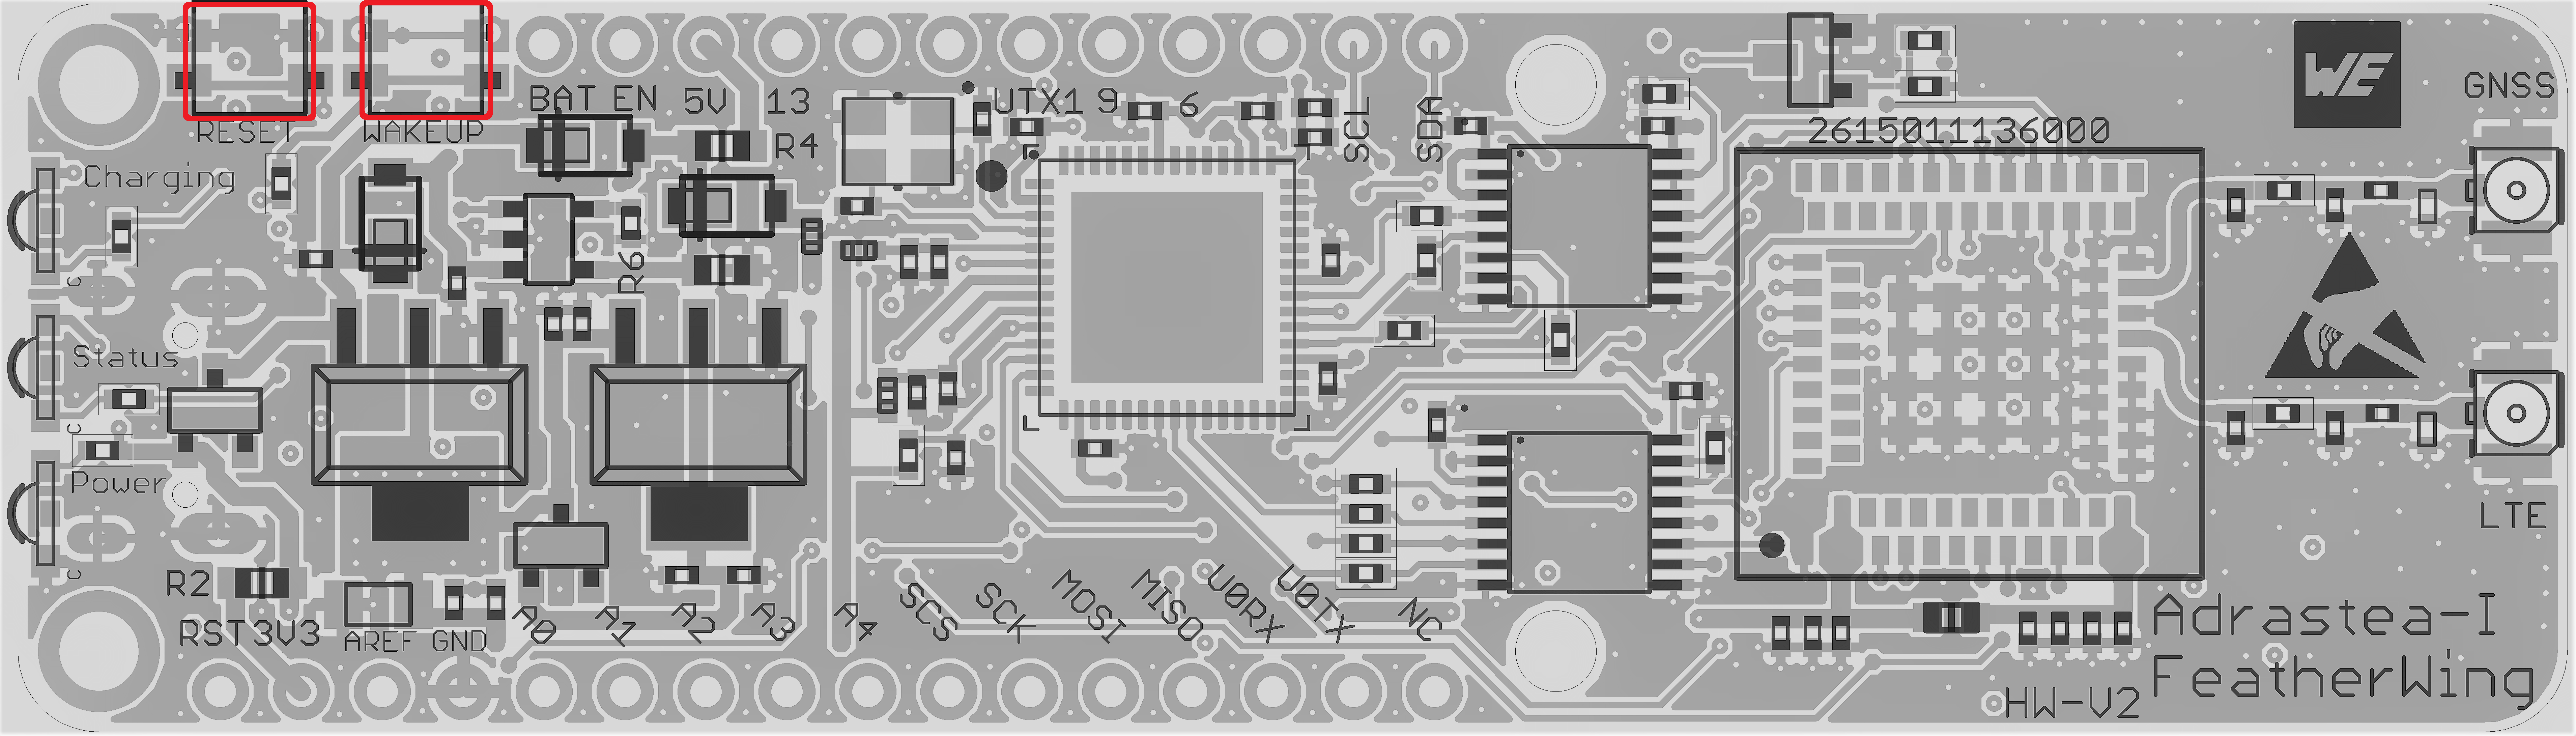 RESET
WAKEUP
BAT EN 5V 13
UTX1 9 6
SCL
SDA
R4
2615011136000
WE
GNSS
Charging
C
R6
Status
C
Power
C
LTE
R2
RST 3V3 AREF GND
A0 A1 A2 A3 A4 SCS SCK MOSI MISO U0RX U0TX NC
Adrastea-I
FeatherWing
HW-V2